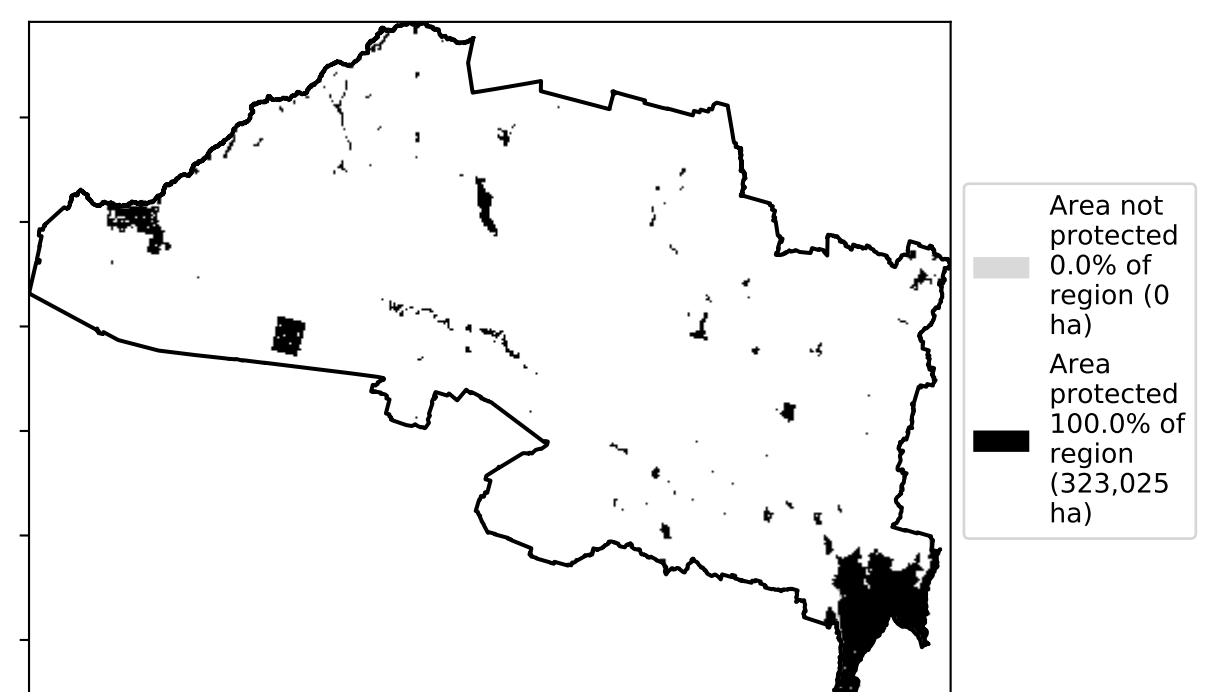 Area not
protected
0.0% of
region (0
ha)
Area
protected
100.0% of
region
(323,025
ha)